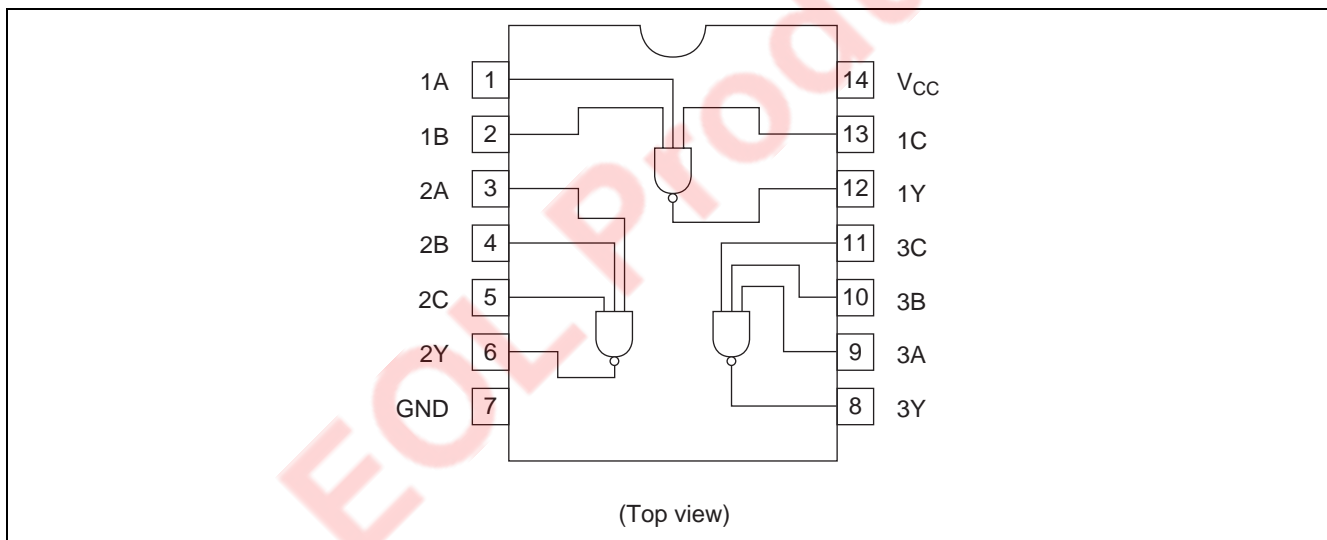 1A 1 14 VCC
1B 2 13 1C
2A 3 12 1Y
2B 4 11 3C
2C 5 10 3B
2Y 6 9 3A
GND 7 8 3Y
(Top view)
EOL Produ